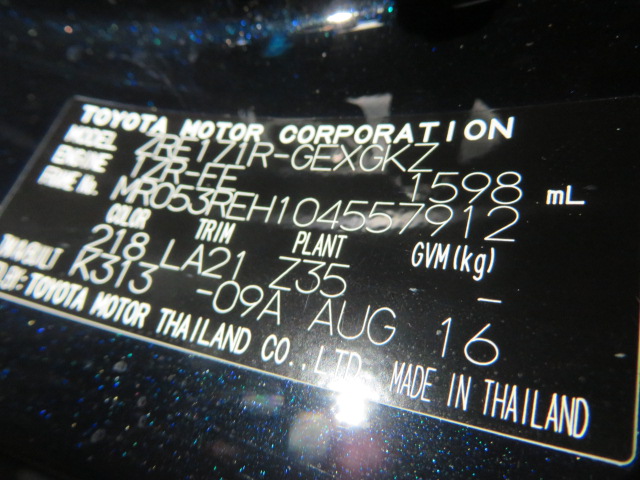 TOYOTA MOTOR CORPORATION
MODEL ZRE171R-GEXGKZ
ENGINE 1ZR-FE 1598 mL
FRAME No. MR053REH104557912
COLOR TRIM PLANT GVM(kg)
218 LA21 Z35 -
K313 -09A AUG 16
BY: TOYOTA MOTOR THAILAND CO., LTD. MADE IN THAILAND